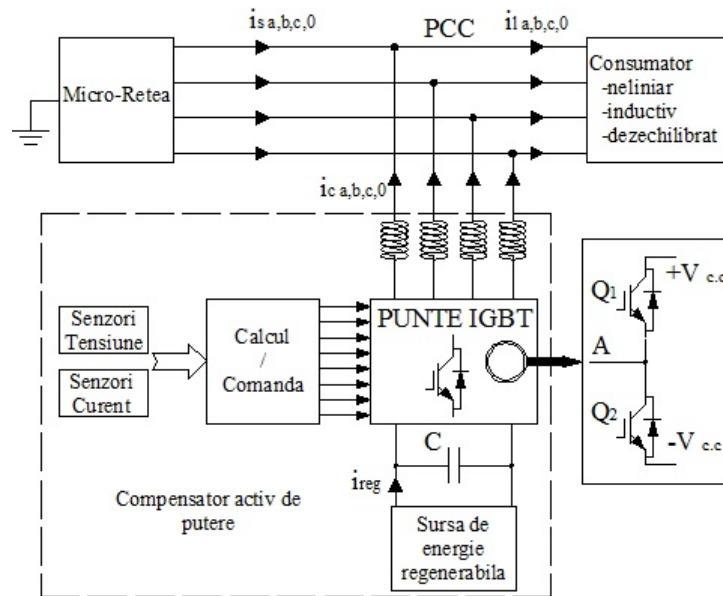 is a,b,c,0
PCC
il a,b,c,0
Micro-Retea
Consumator
-neliniar
-inductiv
-dezechilibrat
ic a,b,c,0
Senzori
Tensiune
Senzori
Curent
Calcul
/
Comanda
PUNTE IGBT
Q1
+V c.c
A
Q2
-V c.c
C
ireg
Compensator activ de
putere
Sursa de
energie
regenerabila